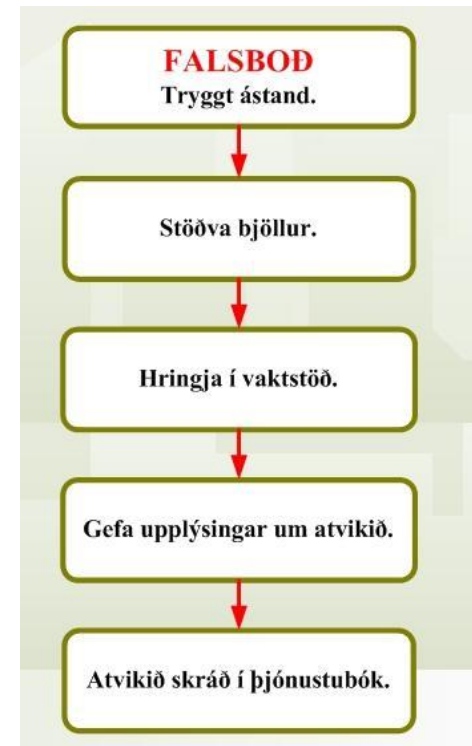 FALSBOÐ
Tryggt ástand.
Stöðva bjöllur.
Hringja í vaktstöð.
Gefa upplýsingar um atvikið.
Atvikið skráð í þjónustubók.